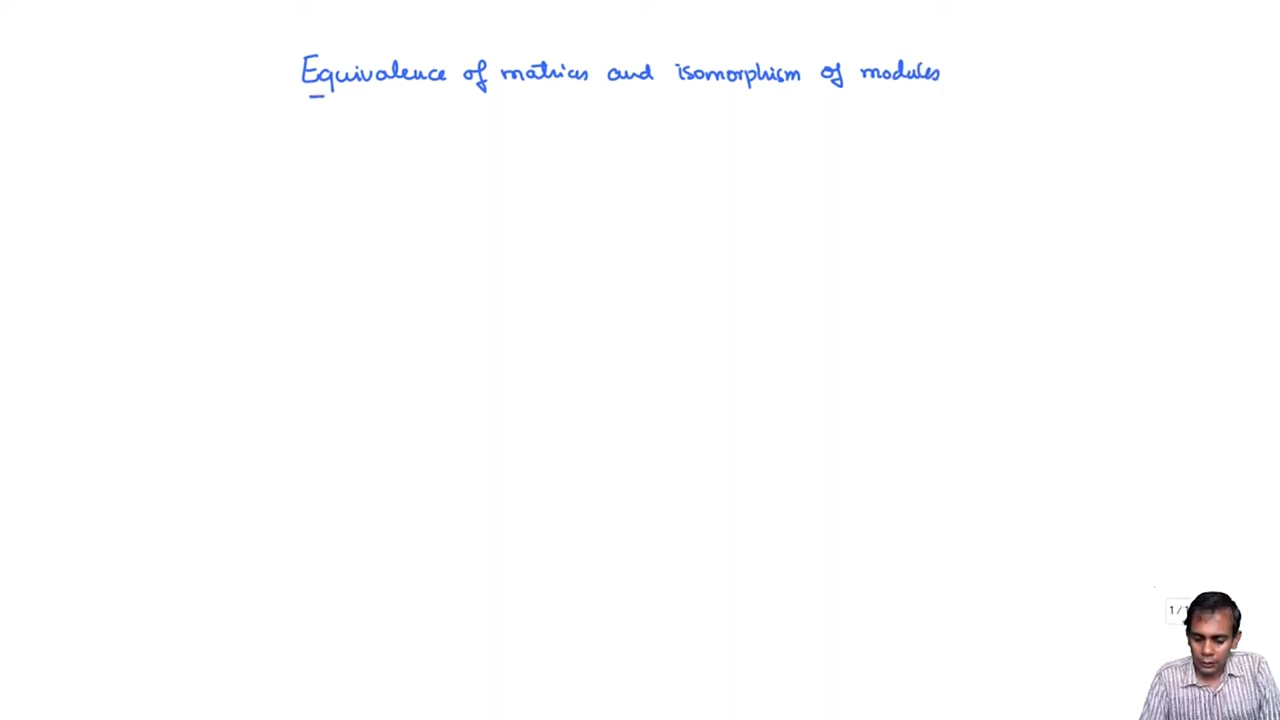 Equivalence of matrices and isomorphism of modules